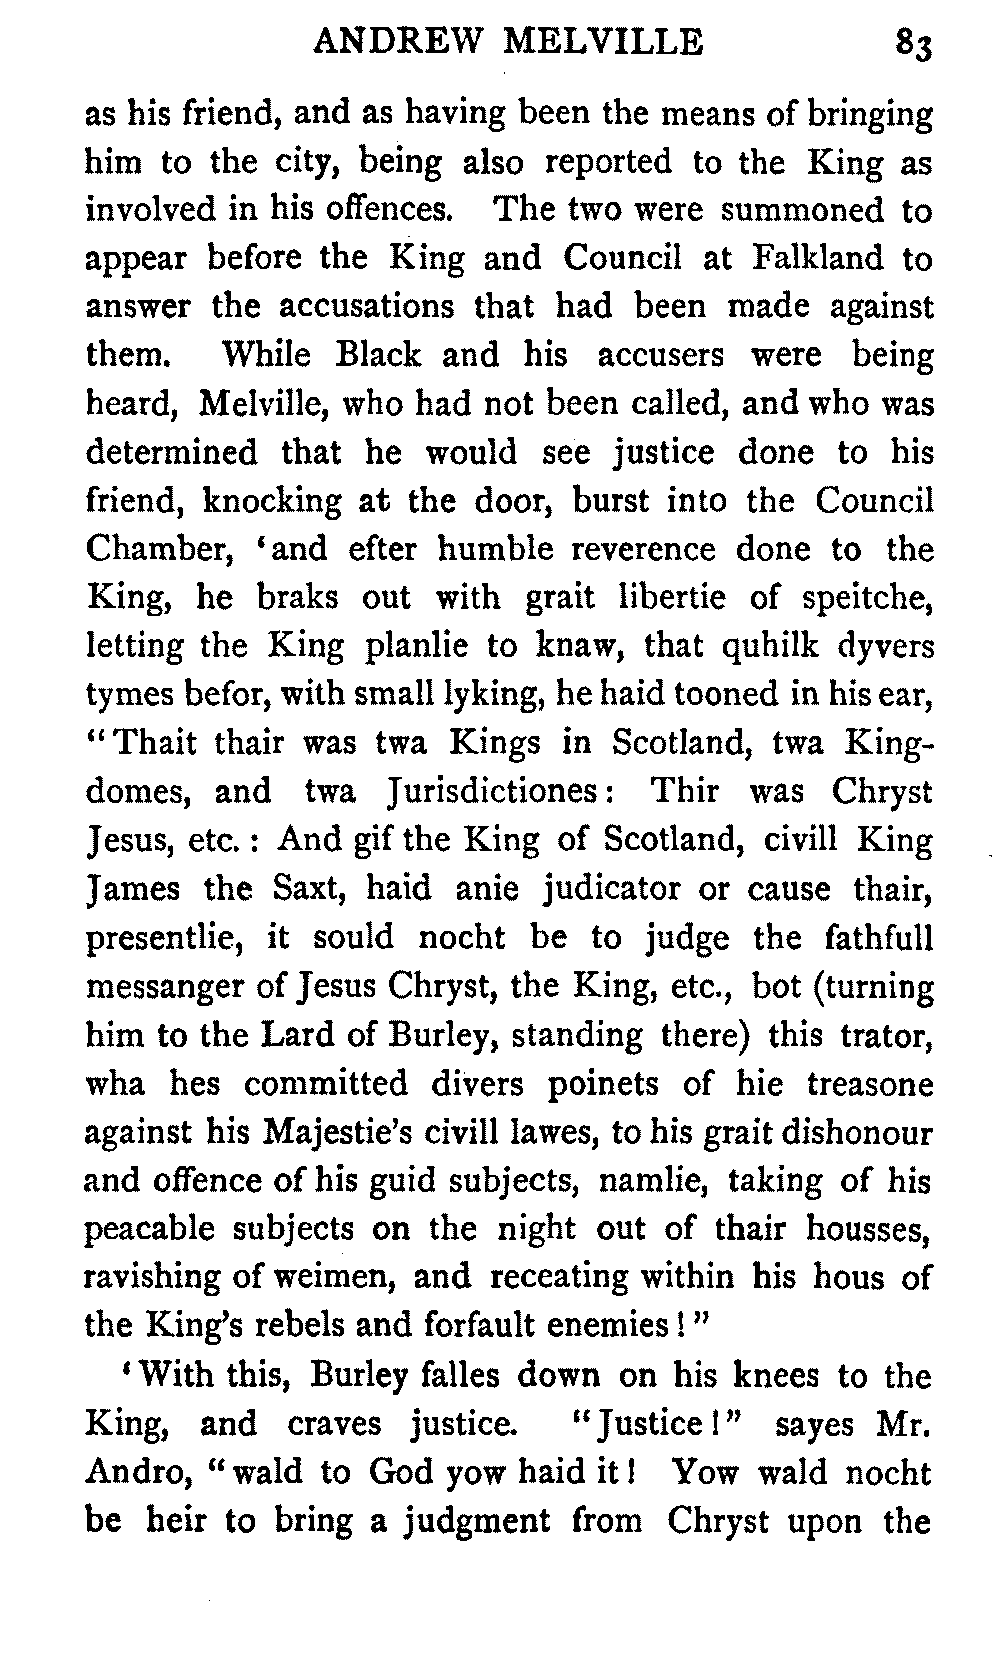 ANDREW MELVILLE 83
as his friend, and as having been the means of bringing
him to the city, being also reported to the King as
involved in his offences. The two were summoned to
appear before the King and Council at Falkland to
answer the accusations that had been made against
them. While Black and his accusers were being
heard, Melville, who had not been called, and who was
determined that he would see justice done to his
friend, knocking at the door, burst into the Council
Chamber, ‘and efter humble reverence done to the
King, he braks out with grait libertie of speitche,
letting the King planlie to knaw, that quhilk dyvers
tymes befor, with small lyking, he haid tooned in his ear,
“Thait thair was twa Kings in Scotland, twa King-
domes, and twa Jurisdictiones: Thir was Chryst
Jesus, etc.: And gif the King of Scotland, civill King
James the Saxt, haid anie judicator or cause thair,
presentlie, it sould nocht be to judge the fathfull
messanger of Jesus Chryst, the King, etc., bot (turning
him to the Lard of Burley, standing there) this trator,
wha hes committed divers poinets of hie treasone
against his Majestie’s civill lawes, to his grait dishonour
and offence of his guid subjects, namlie, taking of his
peacable subjects on the night out of thair housses,
ravishing of weimen, and receating within his hous of
the King’s rebels and forfault enemies!”
‘With this, Burley falles down on his knees to the
King, and craves justice. “Justice!” sayes Mr.
Andro, “wald to God yow haid it! Yow wald nocht
be heir to bring a judgment from Chryst upon the